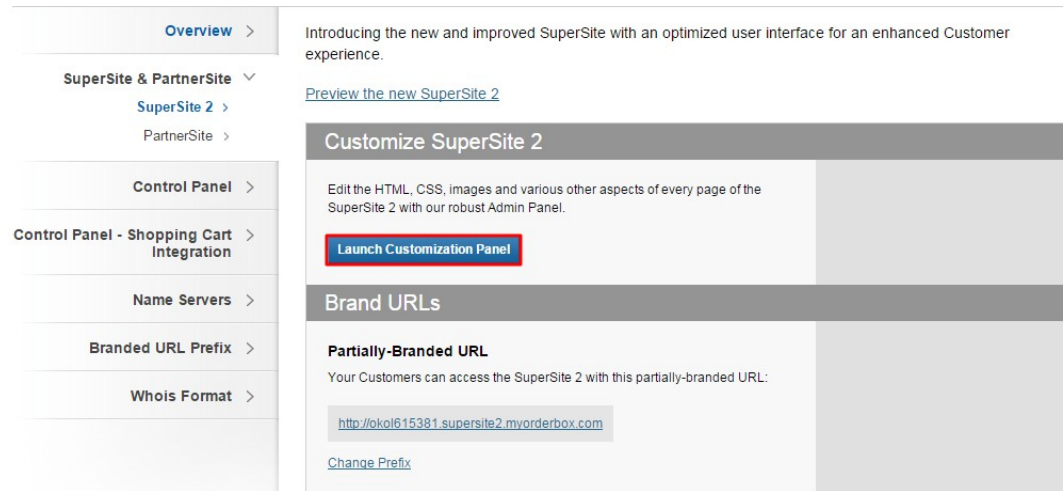 Overview
SuperSite & PartnerSite
SuperSite 2
PartnerSite
Control Panel
Control Panel - Shopping Cart
Integration
Name Servers
Branded URL Prefix
Whois Format
Introducing the new and improved SuperSite with an optimized user interface for an enhanced Customer
experience.
Preview the new SuperSite 2
Customize SuperSite 2
Edit the HTML, CSS, images and various other aspects of every page of the
SuperSite 2 with our robust Admin Panel.
Launch Customization Panel
Brand URLs
Partially-Branded URL
Your Customers can access the SuperSite 2 with this partially-branded URL:
http://okol615381.supersite2.myorderbox.com
Change Prefix